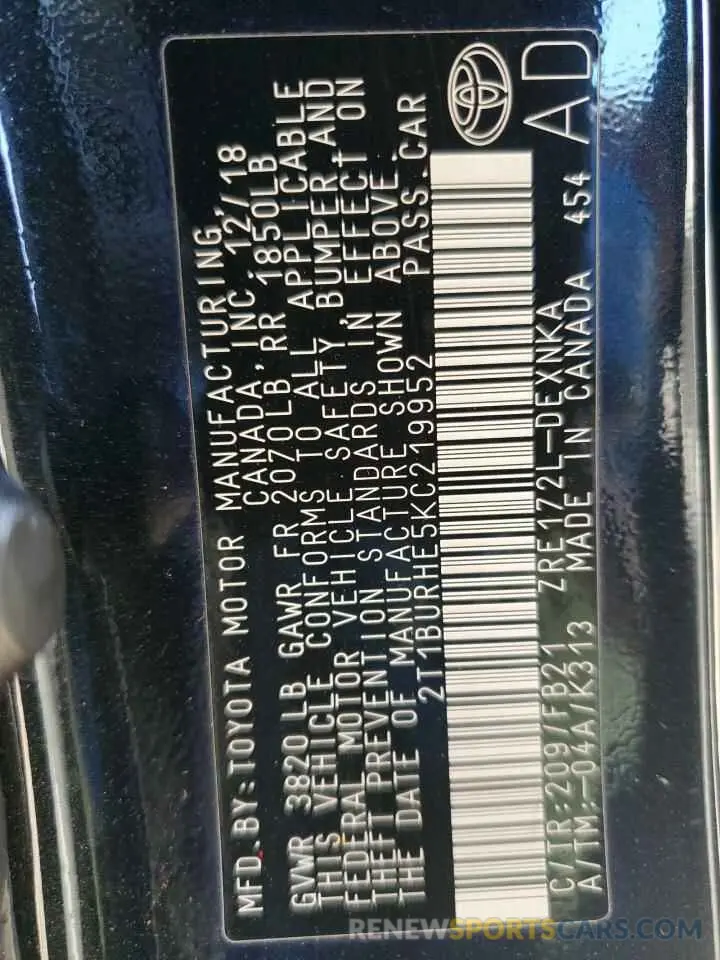 MFD. BY: TOYOTA MOTOR MANUFACTURING,
CANADA, INC. 12/18
GVWR 3820 LB GAWR FR 2070LB, RR 1850LB
THIS VEHICLE CONFORMS TO ALL APPLICABLE
FEDERAL MOTOR VEHICLE SAFETY, BUMPER, AND
THEFT PREVENTION STANDARDS IN EFFECT ON
THE DATE OF MANUFACTURE SHOWN ABOVE.
2T1BURHE5KC219952 PASS. CAR
C/TR:209/FB21 ZRE172L-DEXNKA
A/TM:-04A/K313 MADE IN CANADA 454
AD
RENEWSPORTSCARS.COM